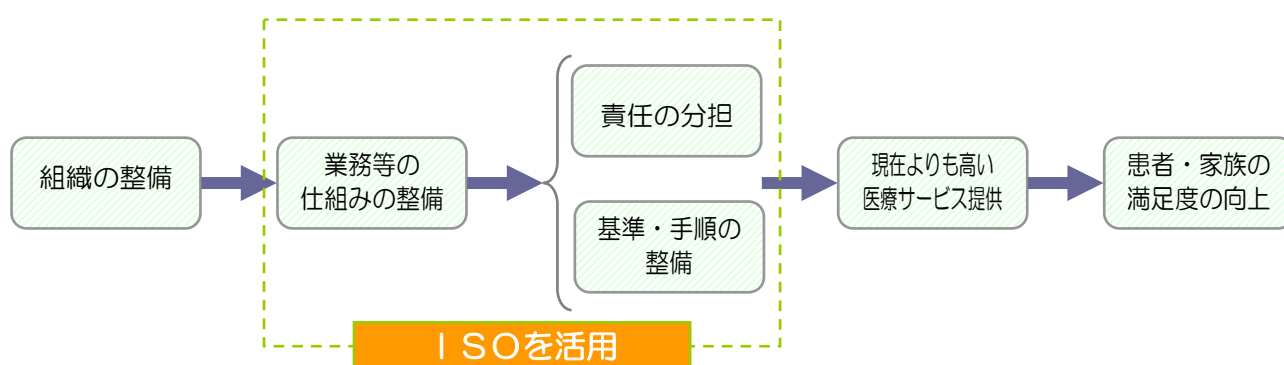 組織の整備
業務等の
仕組みの整備
責任の分担
基準・手順の
整備
現在よりも高い
医療サービス提供
患者・家族の
満足度の向上
ＩＳＯを活用